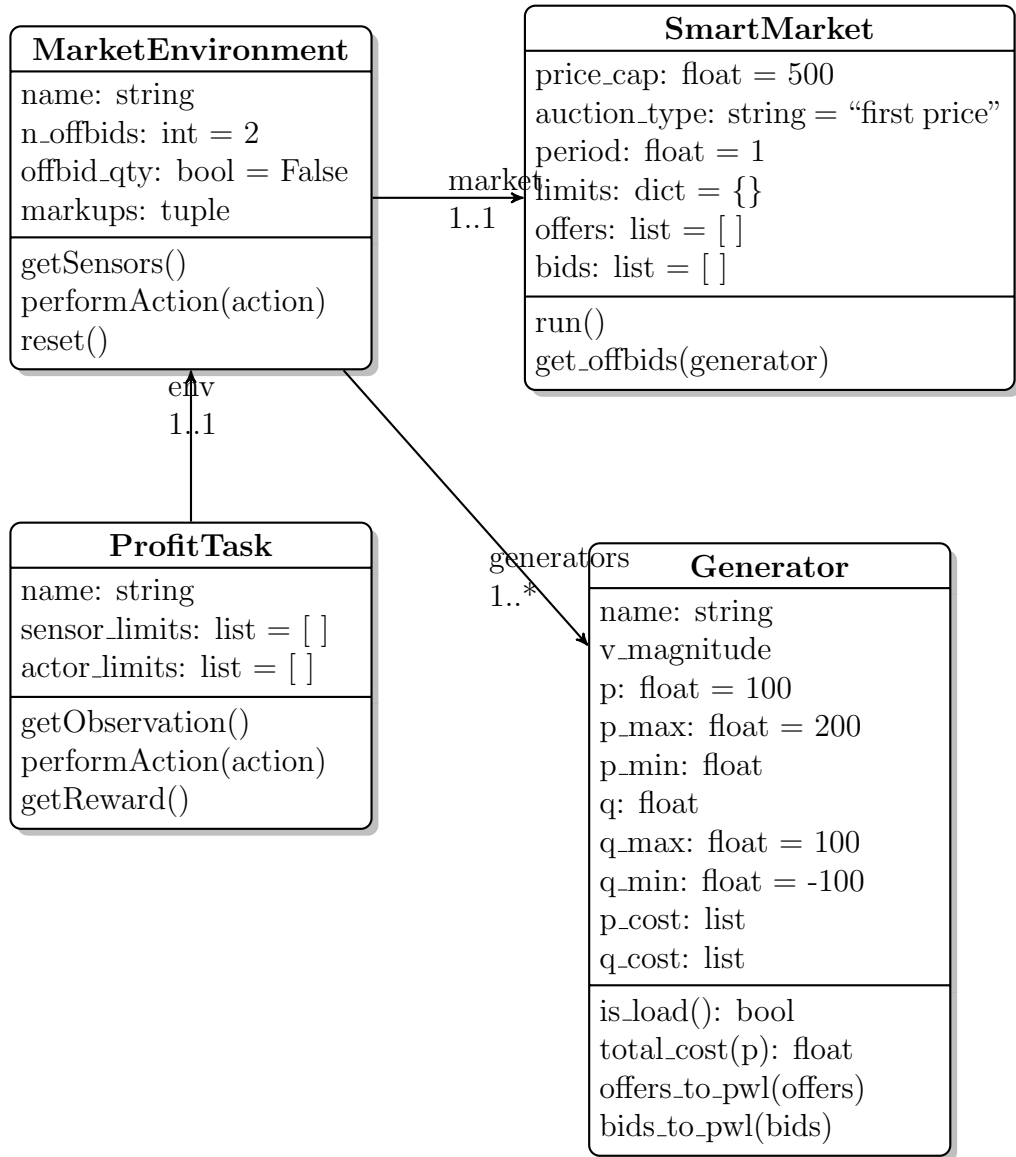 MarketEnvironment
name: string
n_offbids: int = 2
offbid_qty: bool = False
markups: tuple
getSensors()
performAction(action)
reset()
market
1..1
SmartMarket
price_cap: float = 500
auction_type: string = “first price”
period: float = 1
limits: dict = {}
offers: list = [ ]
bids: list = [ ]
run()
get_offbids(generator)
env
1..1
ProfitTask
name: string
sensor_limits: list = [ ]
actor_limits: list = [ ]
getObservation()
performAction(action)
getReward()
generators
1..*
Generator
name: string
v_magnitude
p: float = 100
p_max: float = 200
p_min: float
q: float
q_max: float = 100
q_min: float = -100
p_cost: list
q_cost: list
is_load(): bool
total_cost(p): float
offers_to_pwl(offers)
bids_to_pwl(bids)